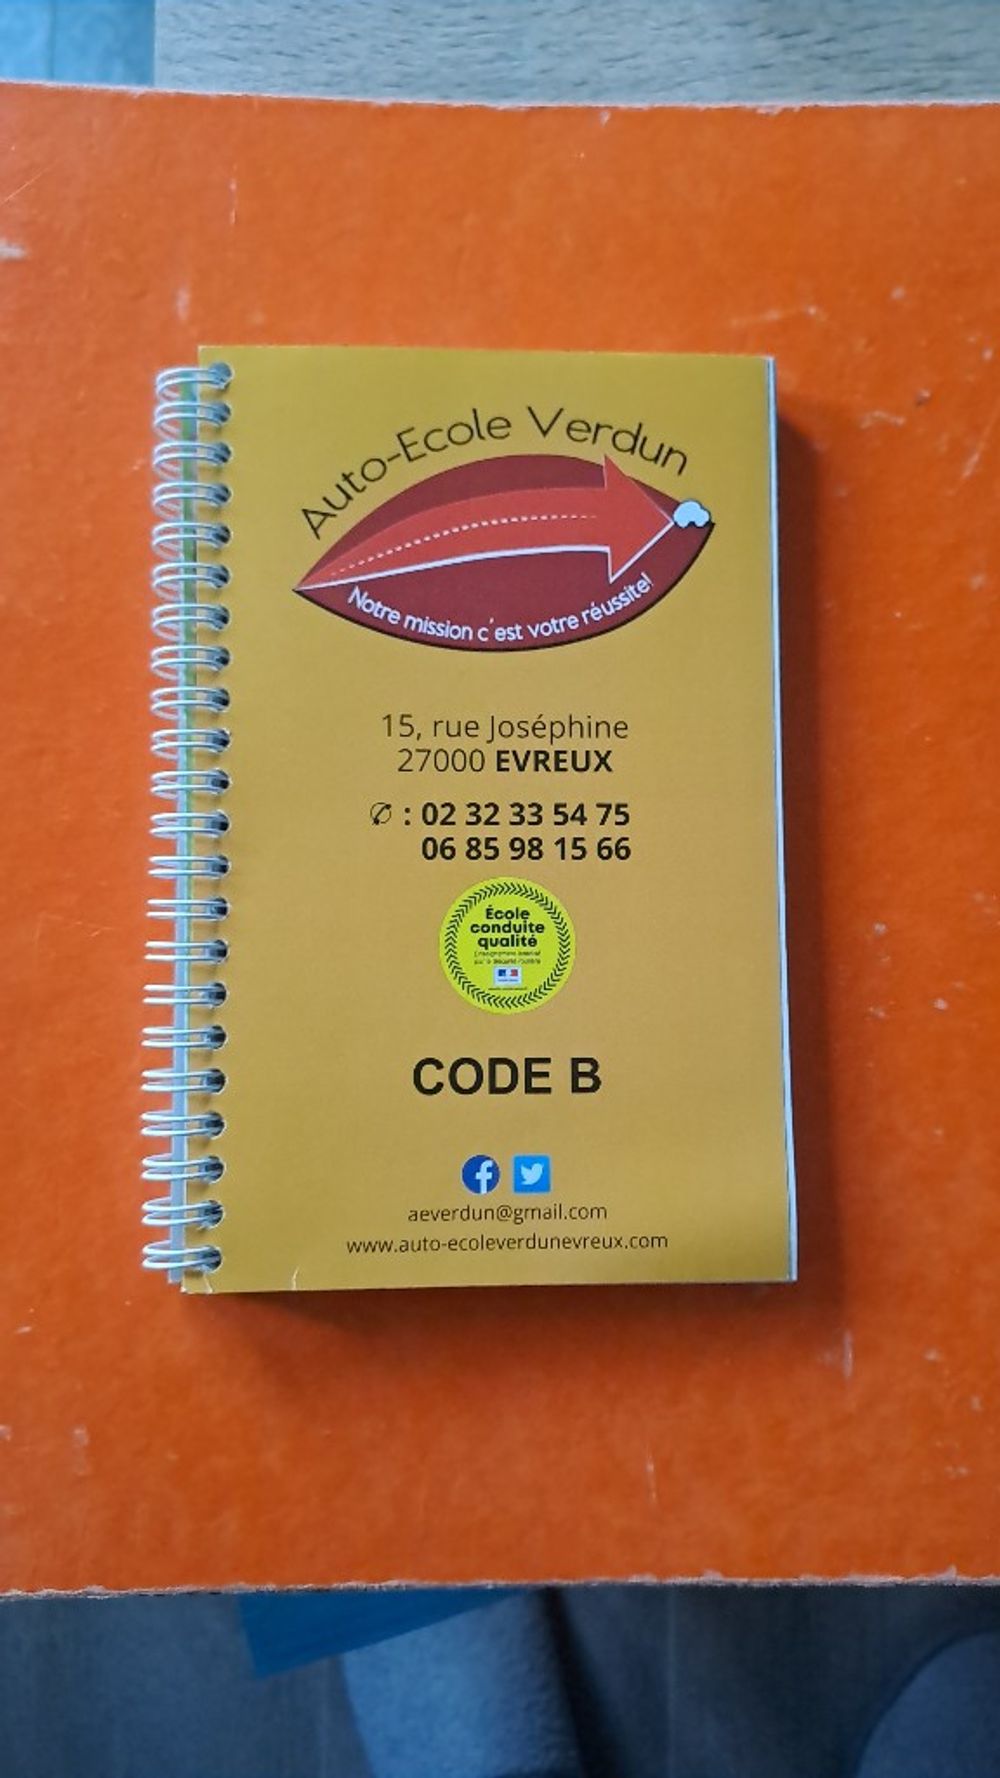 Auto-Ecole Verdun
Notre mission c'est votre réussite!
15, rue Joséphine
27000 EVREUX
✆ : 02 32 33 54 75
06 85 98 15 66
École
conduite
qualité
CODE B
aeverdun@gmail.com
www.auto-ecoleverdunevreux.com